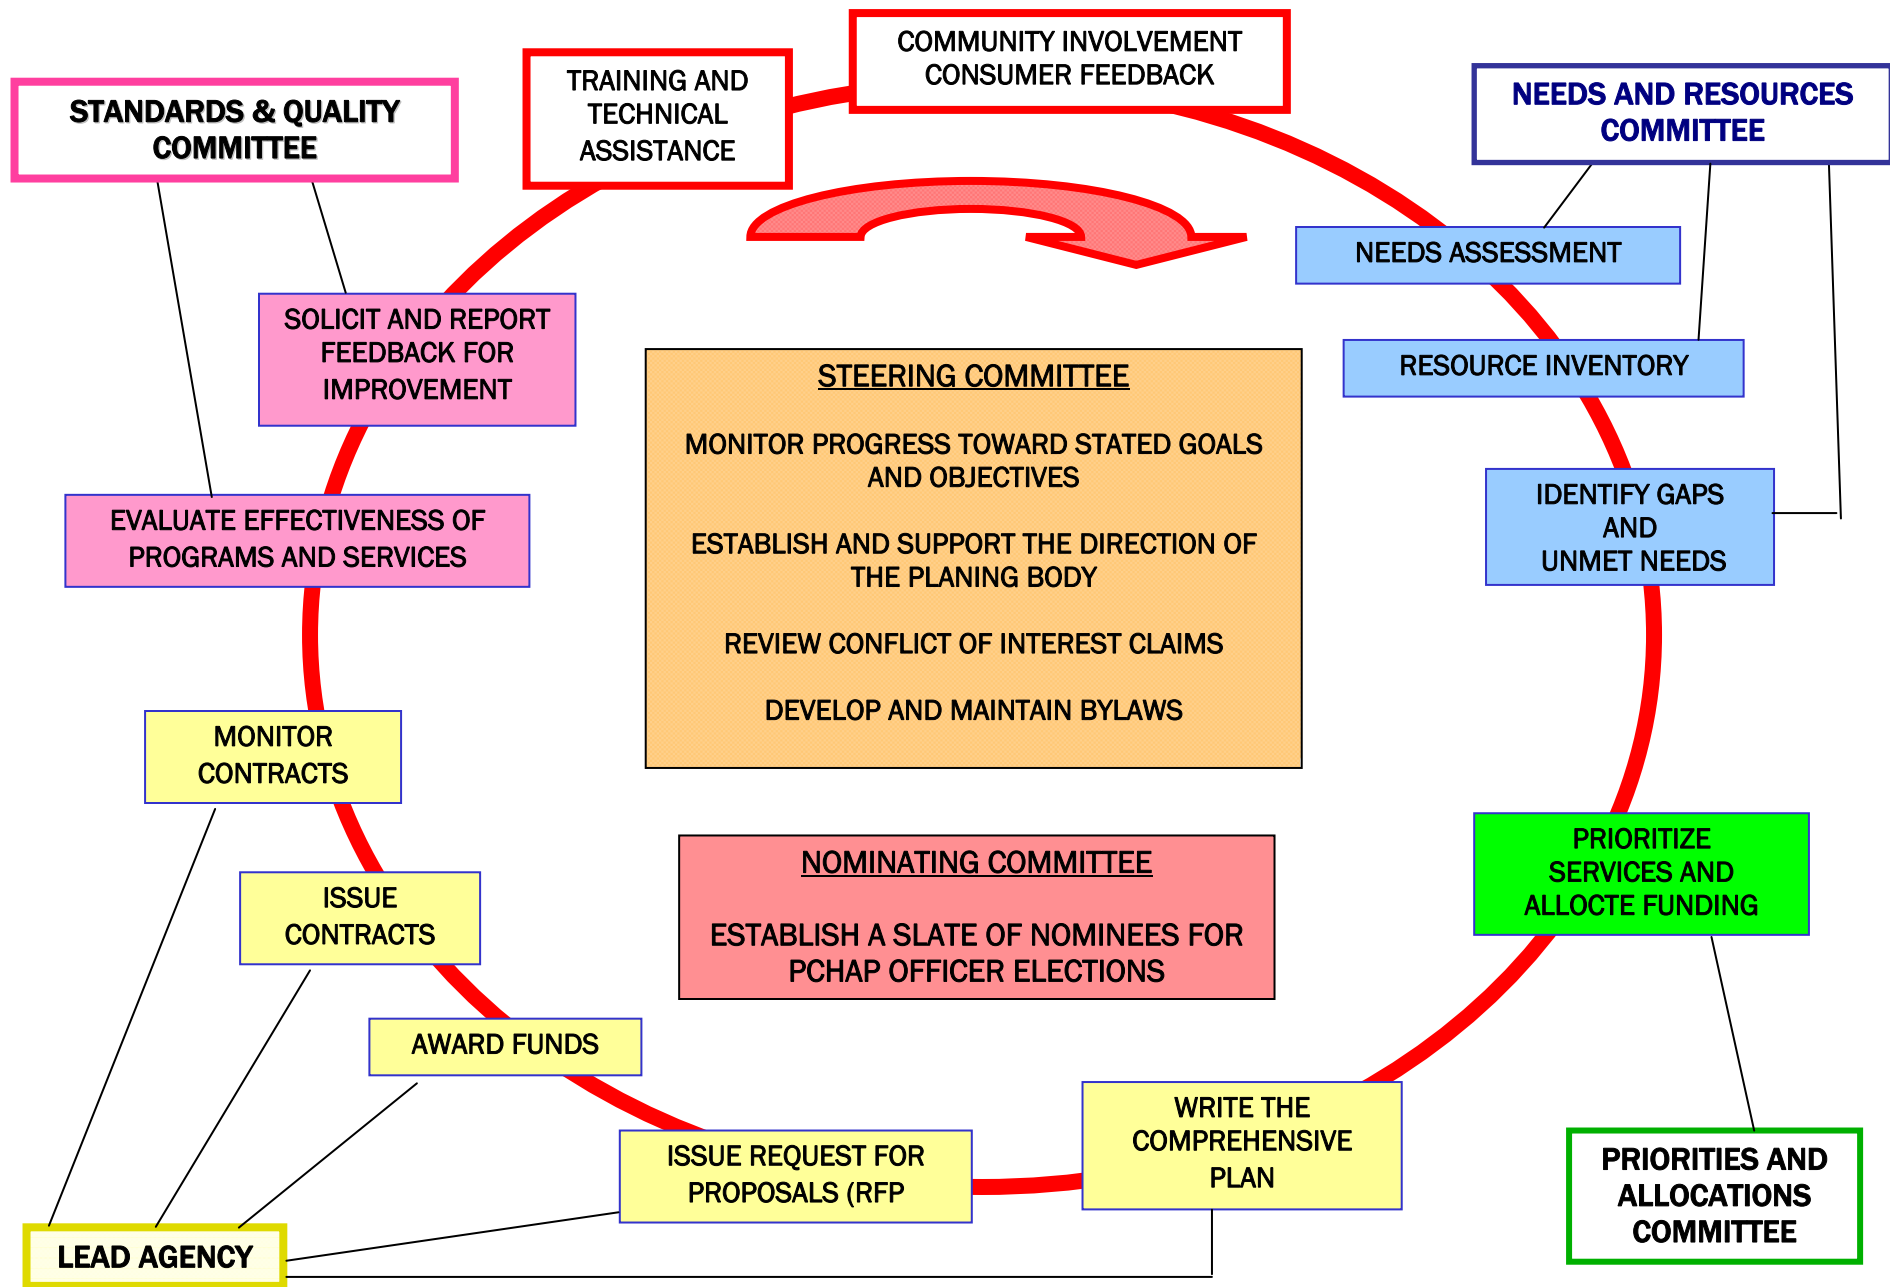 COMMUNITY INVOLVEMENT
CONSUMER FEEDBACK
TRAINING AND
TECHNICAL
ASSISTANCE
STANDARDS & QUALITY
COMMITTEE
NEEDS AND RESOURCES
COMMITTEE
NEEDS ASSESSMENT
RESOURCE INVENTORY
IDENTIFY GAPS
AND
UNMET NEEDS
SOLICIT AND REPORT
FEEDBACK FOR
IMPROVEMENT
EVALUATE EFFECTIVENESS OF
PROGRAMS AND SERVICES
STEERING COMMITTEE
MONITOR PROGRESS TOWARD STATED GOALS
AND OBJECTIVES
ESTABLISH AND SUPPORT THE DIRECTION OF
THE PLANING BODY
REVIEW CONFLICT OF INTEREST CLAIMS
DEVELOP AND MAINTAIN BYLAWS
MONITOR
CONTRACTS
ISSUE
CONTRACTS
NOMINATING COMMITTEE
ESTABLISH A SLATE OF NOMINEES FOR
PCHAP OFFICER ELECTIONS
PRIORITIZE
SERVICES AND
ALLOCTE FUNDING
AWARD FUNDS
ISSUE REQUEST FOR
PROPOSALS (RFP
WRITE THE
COMPREHENSIVE
PLAN
PRIORITIES AND
ALLOCATIONS
COMMITTEE
LEAD AGENCY